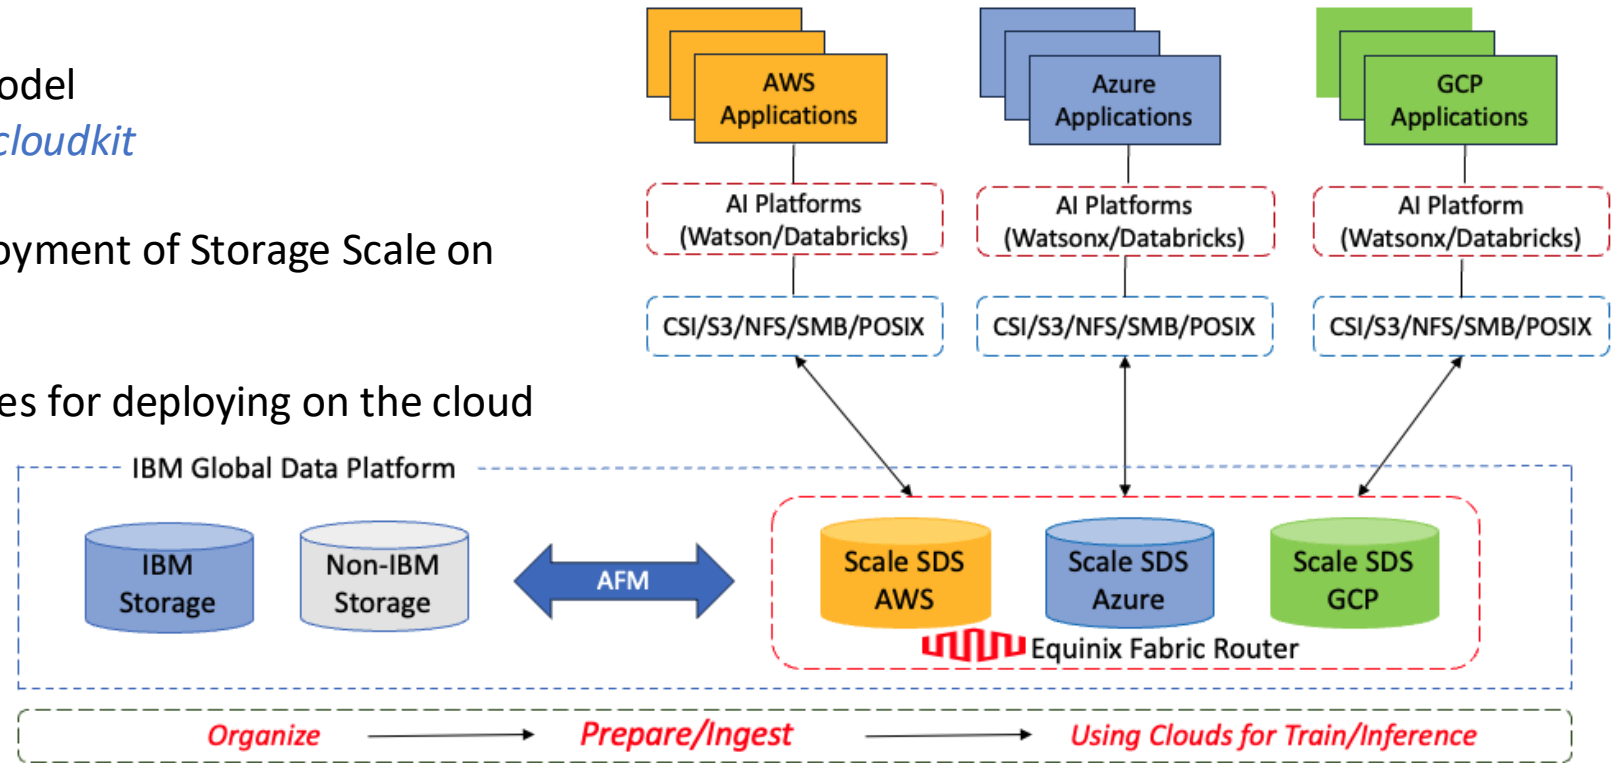 odel
cloudkit
oyment of Storage Scale on
es for deploying on the cloud
AWS
Applications
Azure
Applications
GCP
Applications
AI Platforms
(Watson/Databricks)
AI Platforms
(Watsonx/Databricks)
AI Platform
(Watsonx/Databricks)
CSI/S3/NFS/SMB/POSIX
CSI/S3/NFS/SMB/POSIX
CSI/S3/NFS/SMB/POSIX
IBM Global Data Platform
IBM
Storage
Non-IBM
Storage
AFM
Scale SDS
AWS
Scale SDS
Azure
Scale SDS
GCP
Equinix Fabric Router
Organize
Prepare/Ingest
Using Clouds for Train/Inference